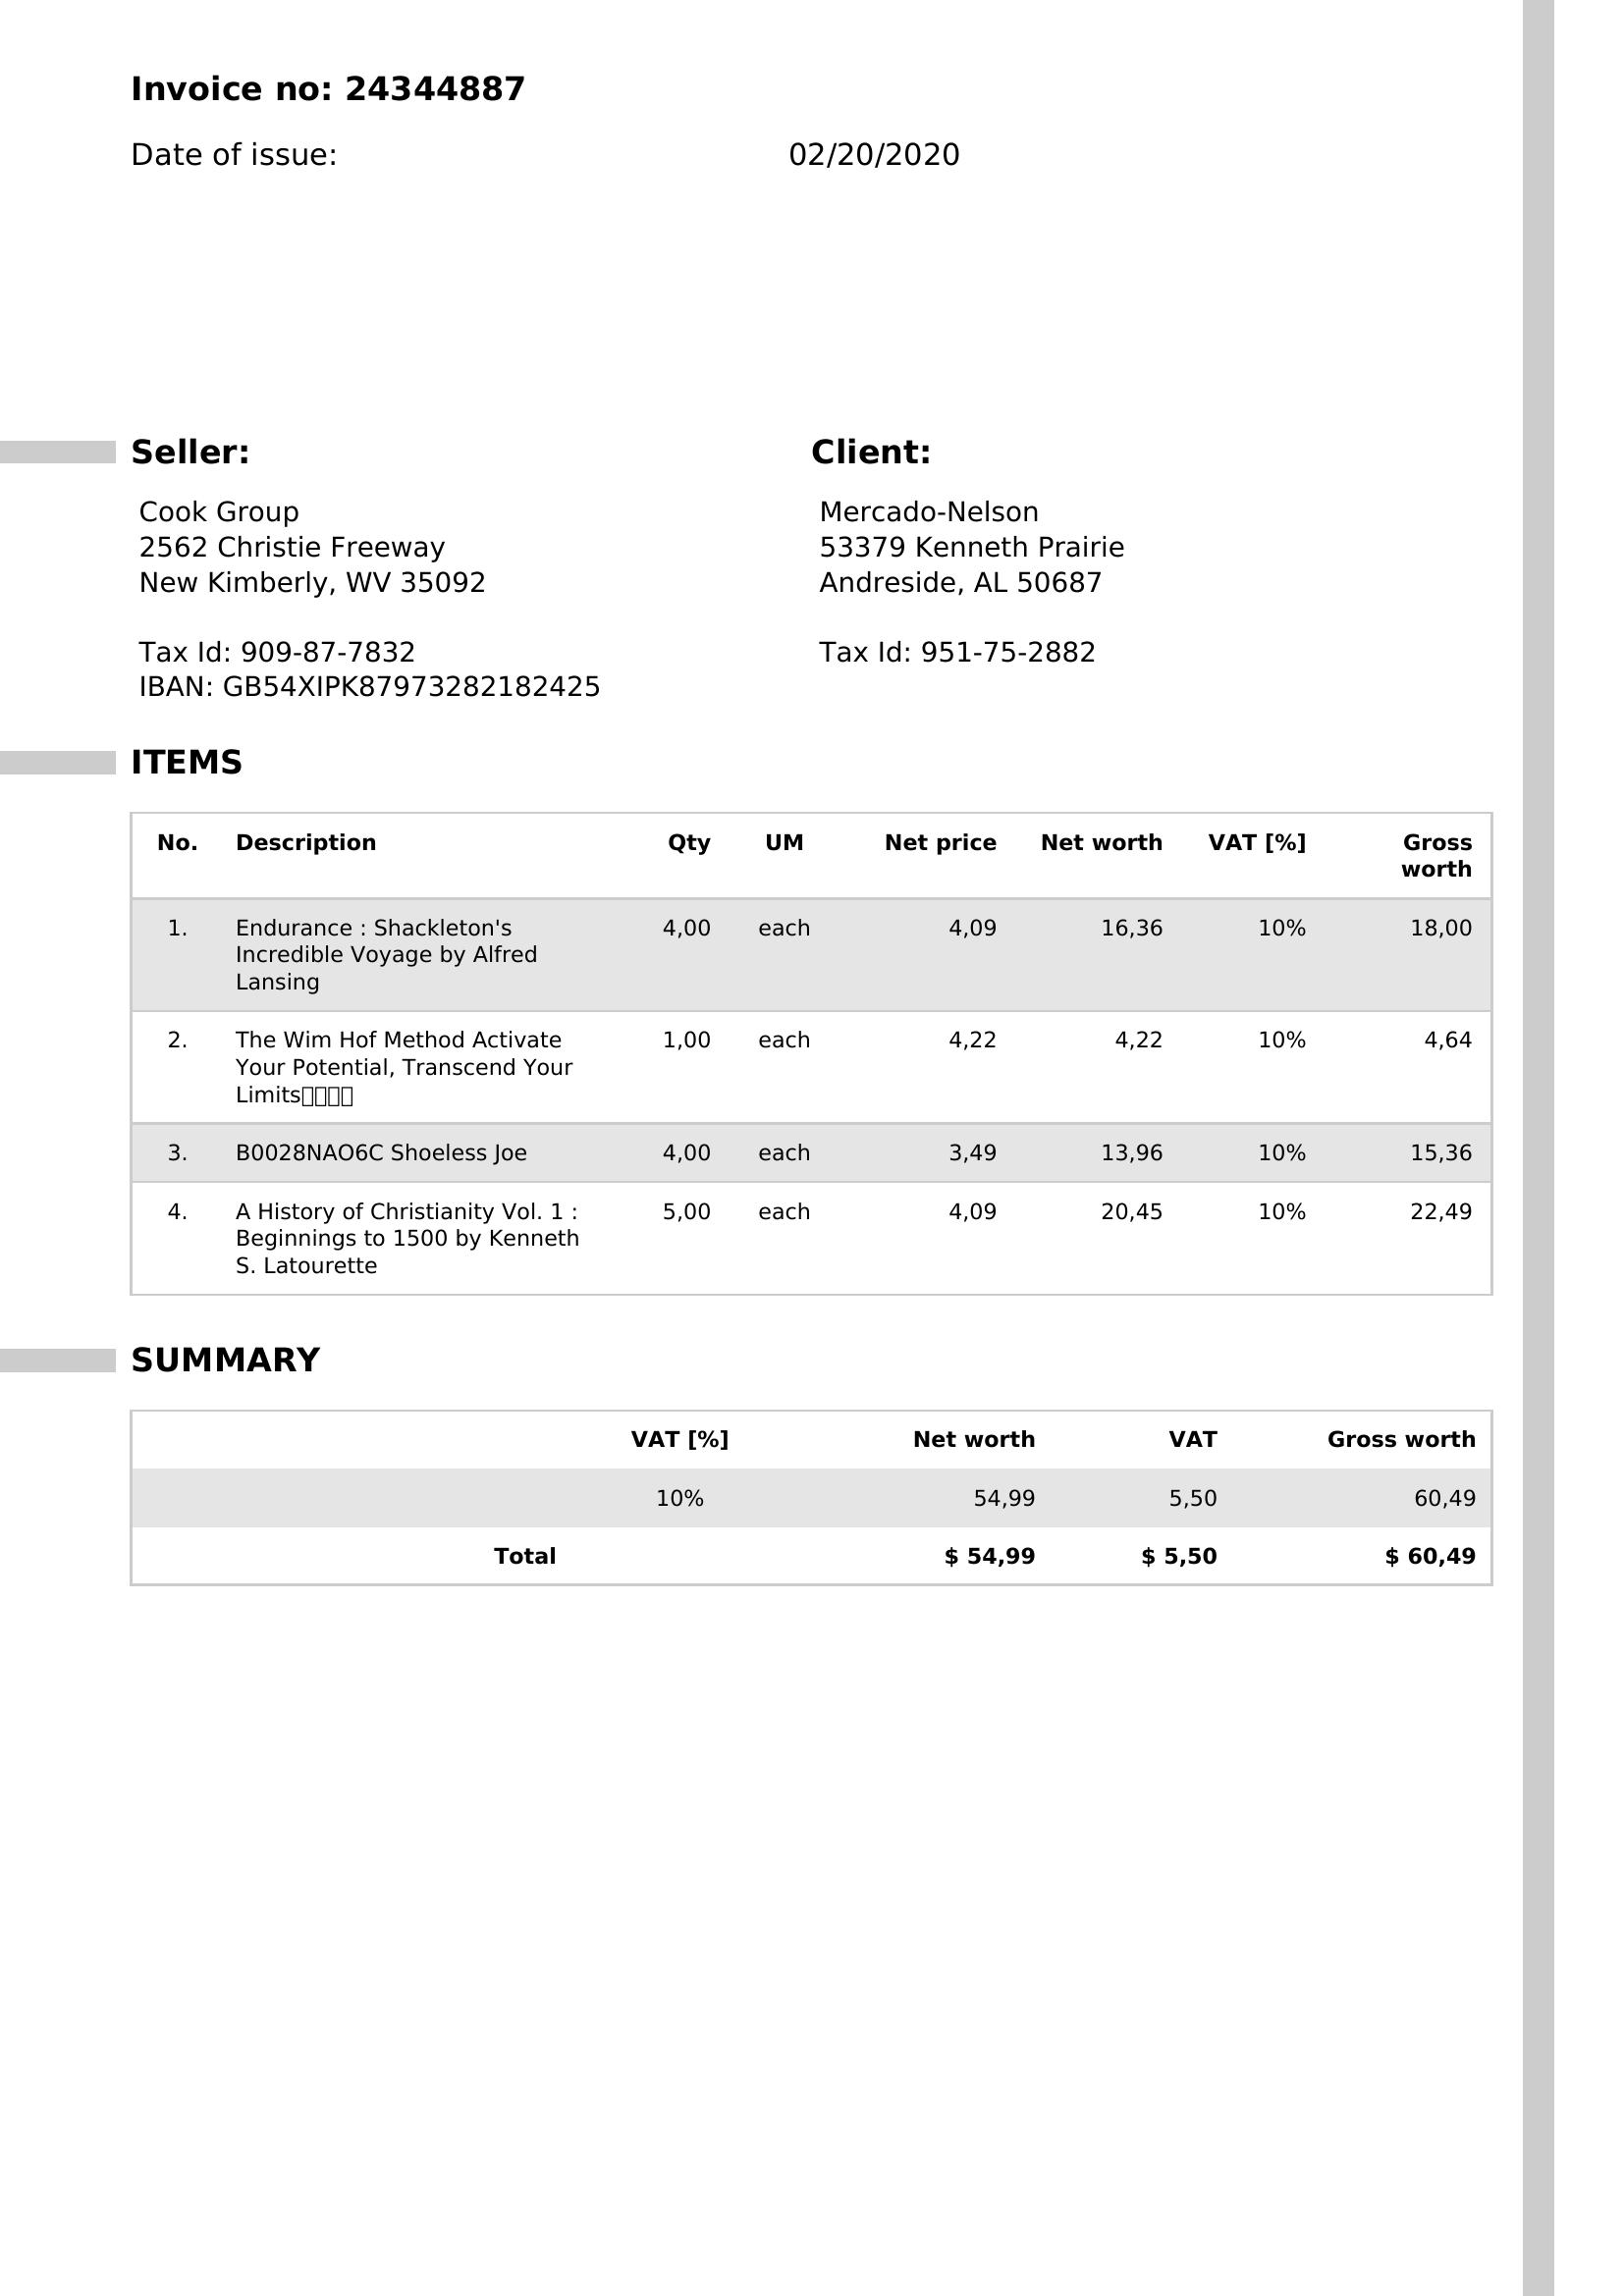 Invoice no: 24344887
Date of issue: 02/20/2020
Seller:
Cook Group
2562 Christie Freeway
New Kimberly, WV 35092
Tax Id: 909-87-7832
IBAN: GB54XIPK87973282182425
Client:
Mercado-Nelson
53379 Kenneth Prairie
Andreside, AL 50687
Tax Id: 951-75-2882
ITEMS
No. Description Qty UM Net price Net worth VAT [%] Gross
worth
1. Endurance : Shackleton's 4,00 each 4,09 16,36 10% 18,00
Incredible Voyage by Alfred
Lansing
2. The Wim Hof Method Activate 1,00 each 4,22 4,22 10% 4,64
Your Potential, Transcend Your
Limits
3. B0028NAO6C Shoeless Joe 4,00 each 3,49 13,96 10% 15,36
4. A History of Christianity Vol. 1 : 5,00 each 4,09 20,45 10% 22,49
Beginnings to 1500 by Kenneth
S. Latourette
SUMMARY
VAT [%] Net worth VAT Gross worth
10% 54,99 5,50 60,49
Total $ 54,99 $ 5,50 $ 60,49